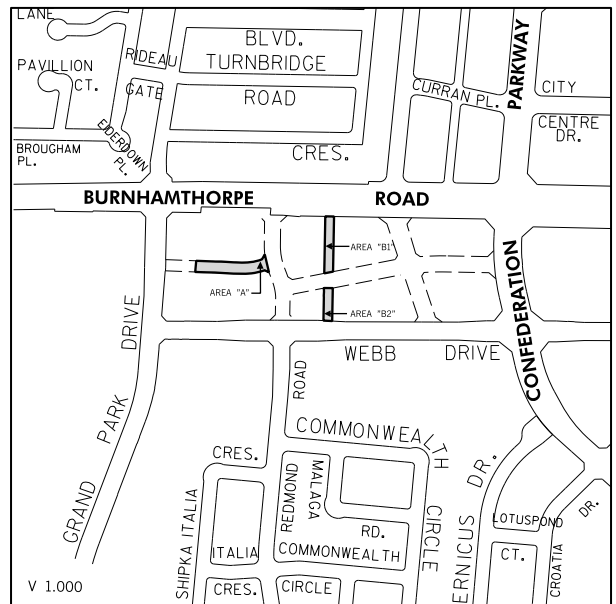 LANE
BLVD.
RIDEAU
TURNBRIDGE
PARKWAY
PAVILLION
CT.
GATE
ROAD
CURRAN PL.
CITY
CENTRE
DR.
EIDERDOWN
PL.
BROUGHAM
PL.
CRES.
BURNHAMTHORPE ROAD
AREA "B1"
AREA "A"
AREA "B2"
CONFEDERATION
GRAND PARK DRIVE
WEBB DRIVE
ROAD
COMMONWEALTH
CRES.
REDMOND
MALAGA
RD.
CIRCLE
ERNICUS DR.
LOTUSPOND
CT.
DR.
CROATIA
SHIPKA ITALIA
ITALIA
COMMONWEALTH
CRES.
CIRCLE
V 1.000